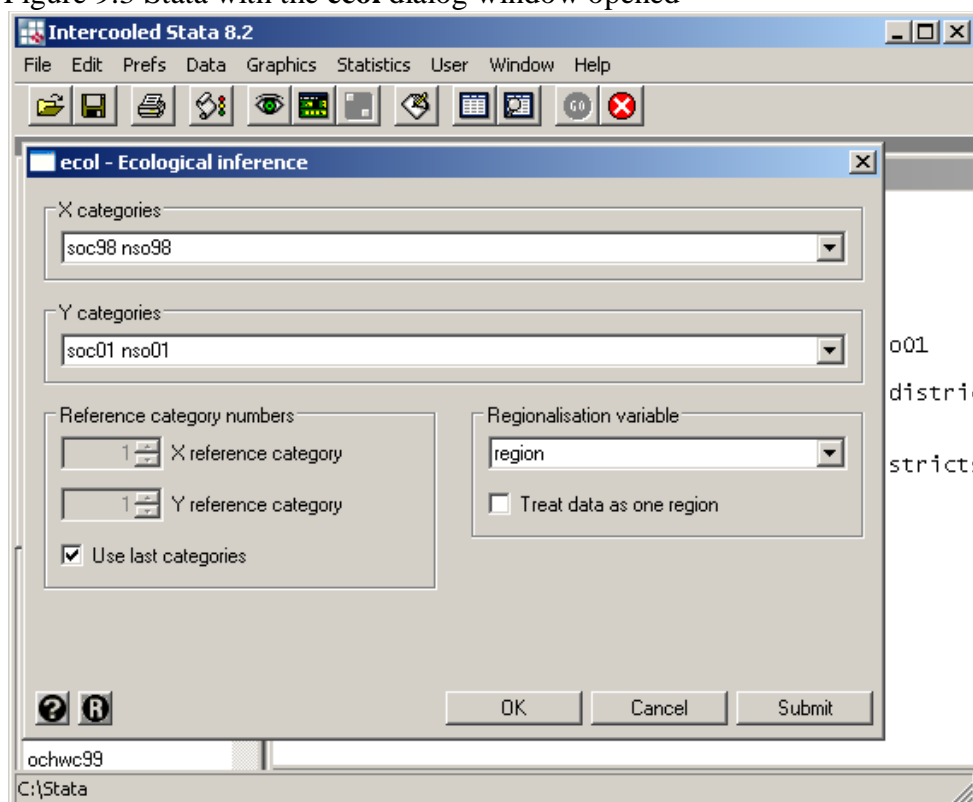 Figure 9.3 Stata with the ecol dialog window opened
Intercooled Stata 8.2
File Edit Prefs Data Graphics Statistics User Window Help
GO
ecol - Ecological inference
X categories
soc98 nso98
Y categories
soc01 nso01
o01
distri
Reference category numbers
Regionalisation variable
1 X reference category
region
stricts
1 Y reference category
Treat data as one region
Use last categories
? R OK Cancel Submit
ochwc99
C:\Stata